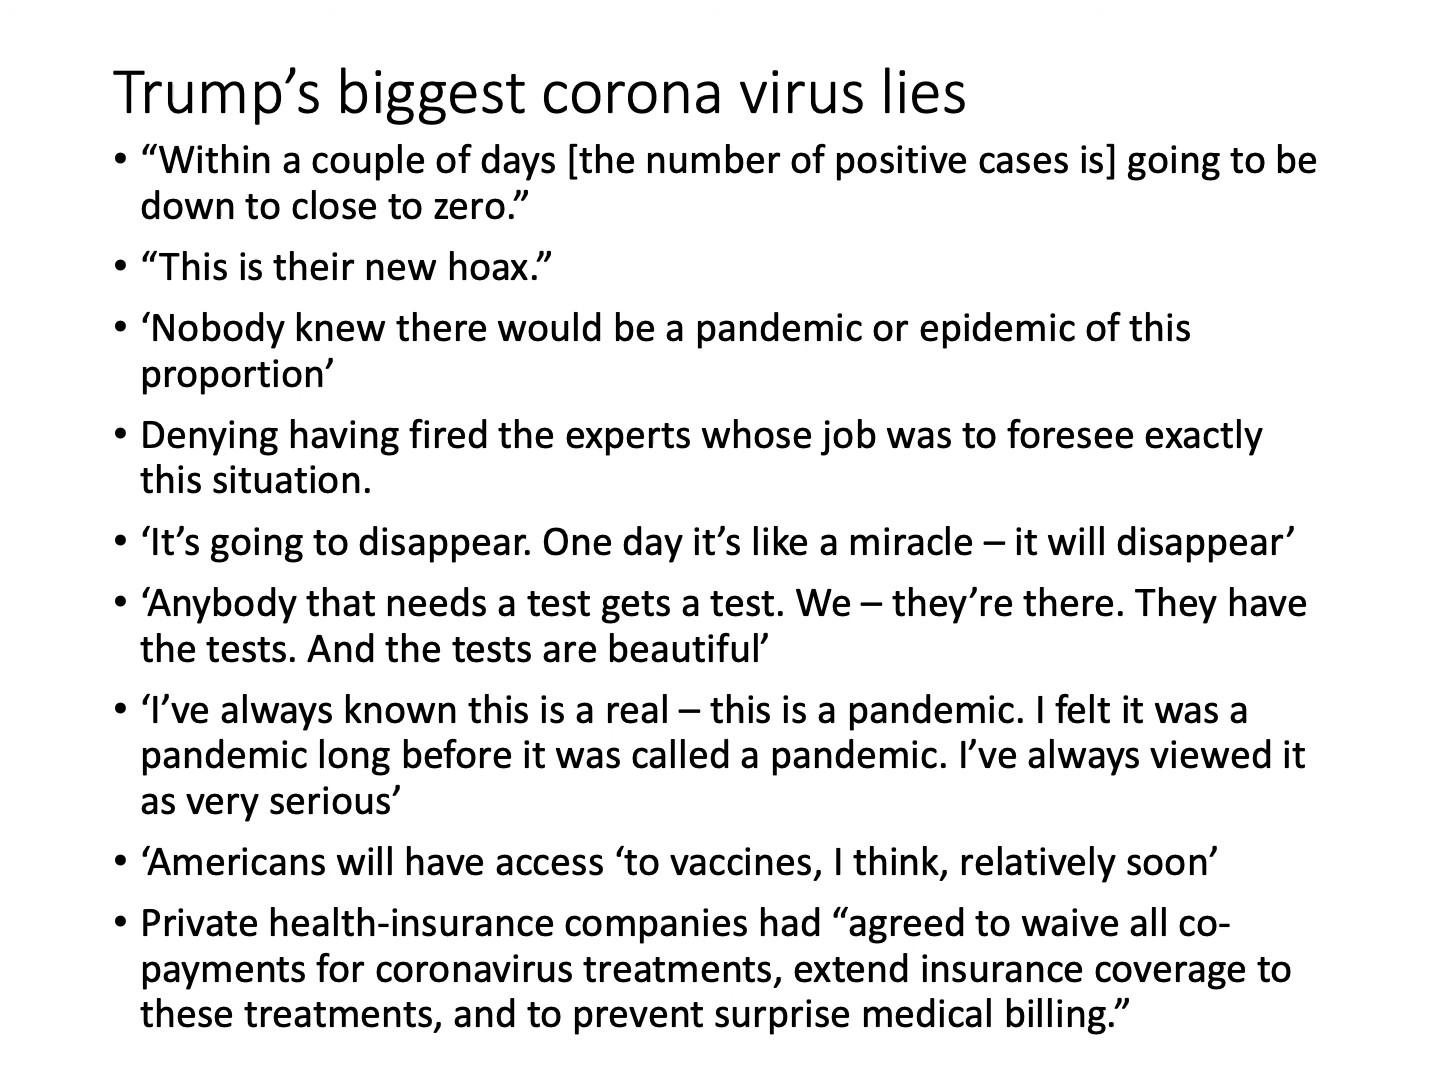 Trump’s biggest corona virus lies
• “Within a couple of days [the number of positive cases is] going to be
down to close to zero.”
• “This is their new hoax.”
• ‘Nobody knew there would be a pandemic or epidemic of this
proportion’
• Denying having fired the experts whose job was to foresee exactly
this situation.
• ‘It’s going to disappear. One day it’s like a miracle – it will disappear’
• ‘Anybody that needs a test gets a test. We – they’re there. They have
the tests. And the tests are beautiful’
• ‘I’ve always known this is a real – this is a pandemic. I felt it was a
pandemic long before it was called a pandemic. I’ve always viewed it
as very serious’
• ‘Americans will have access ‘to vaccines, I think, relatively soon’
• Private health-insurance companies had “agreed to waive all co-
payments for coronavirus treatments, extend insurance coverage to
these treatments, and to prevent surprise medical billing.”